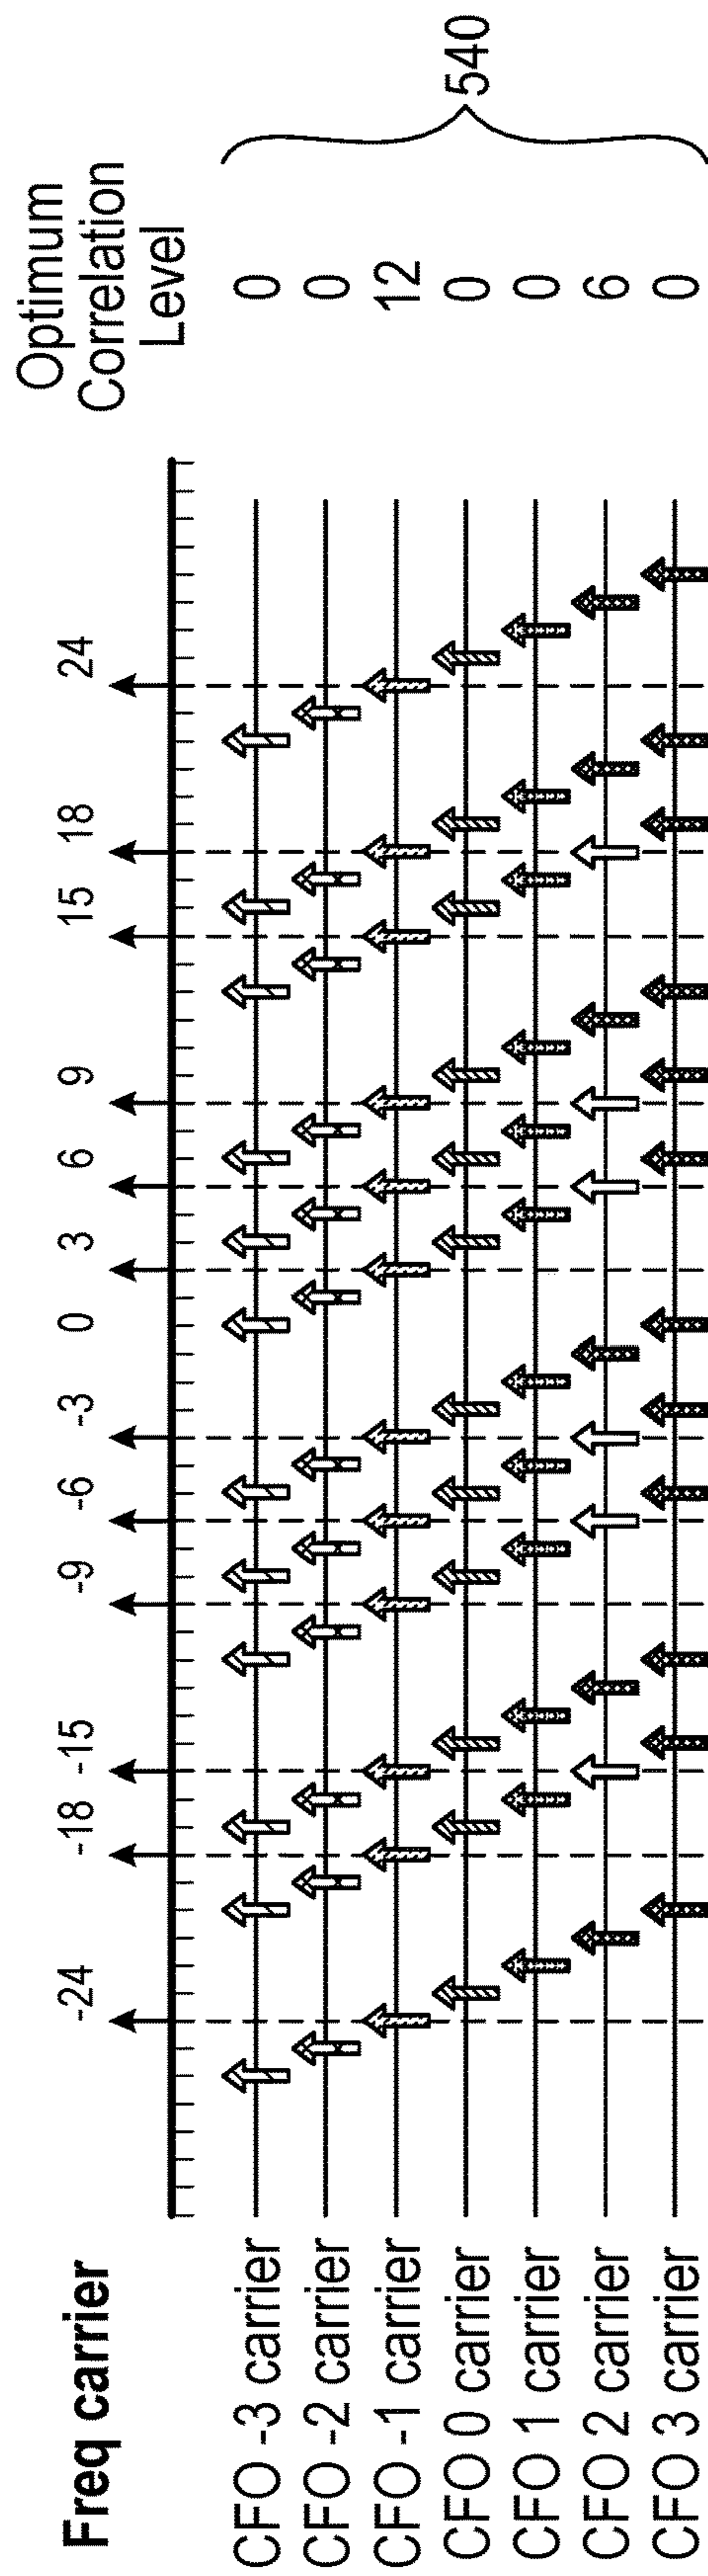 Freq carrier -24 -18 -15 -9 -6 -3 0 3 6 9 15 18 24
Optimum
Correlation
Level
CFO -3 carrier 0
CFO -2 carrier 0
CFO -1 carrier 12
CFO 0 carrier 0
CFO 1 carrier 0
CFO 2 carrier 6
CFO 3 carrier 0
540